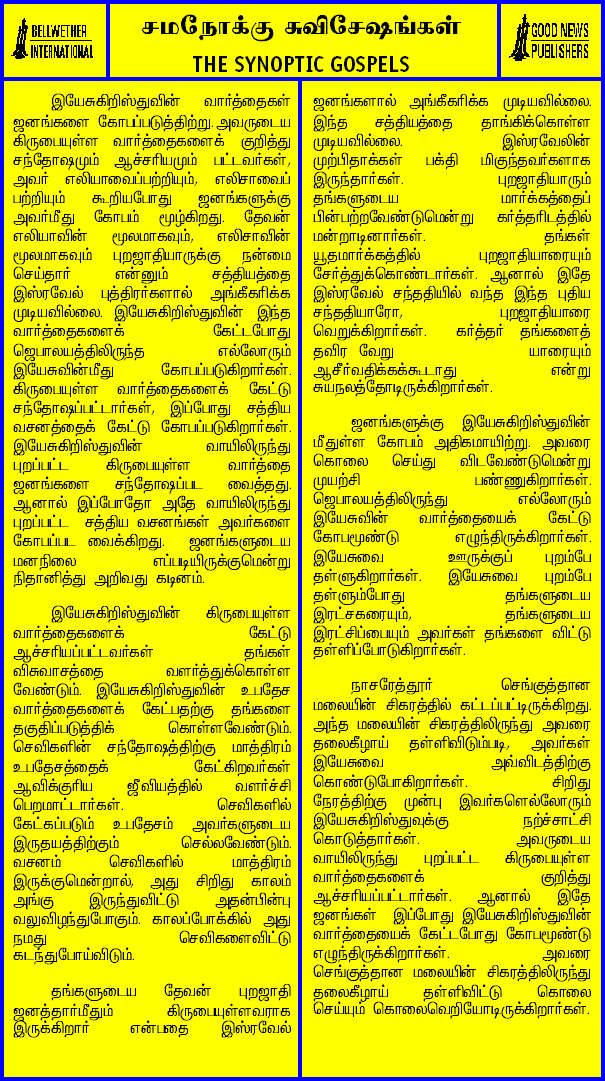 BELLWETHER
INTERNATIONAL
சமநோக்கு சுவிசேஷங்கள்
THE SYNOPTIC GOSPELS
GOOD NEWS
PUBLISHERS
இயேசுகிறிஸ்துவின் வார்த்தைகள்
ஜனங்களை கோபப்படுத்திற்று. அவருடைய
கிருபையுள்ள வார்த்தைகளைக் குறித்து
சந்தோஷமும் ஆச்சரியமும் பட்டவர்கள்,
அவர் எலியாவைப்பற்றியும், எலிசாவைப்
பற்றியும் கூறியபோது ஜனங்களுக்கு
அவர்மீது கோபம் மூழ்கிறது. தேவன்
எலியாவின் மூலமாகவும், எலிசாவின்
மூலமாகவும் புறஜாதியாருக்கு நன்மை
செய்தார் என்னும் சத்தியத்தை
இஸ்ரவேல் புத்திரர்களால் அங்கீகரிக்க
முடியவில்லை. இயேசுகிறிஸ்துவின் இந்த
வார்த்தைகளைக் கேட்டபோது
ஜெபாலயத்திலிருந்த எல்லோரும்
இயேசுவின்மீது கோபப்படுகிறார்கள்.
கிருபையுள்ள வார்த்தைகளைக் கேட்டு
சந்தோஷப்பட்டார்கள், இப்போது சத்திய
வசனத்தைக் கேட்டு கோபப்படுகிறார்கள்.
இயேசுகிறிஸ்துவின் வாயிலிருந்து
புறப்பட்ட கிருபையுள்ள வார்த்தை
ஜனங்களை சந்தோஷப்பட வைத்தது.
ஆனால் இப்போதோ அதே வாயிலிருந்து
புறப்பட்ட சத்திய வசனங்கள் அவர்களை
கோபப்பட வைக்கிறது. ஜனங்களுடைய
மனநிலை எப்படியிருக்குமென்று
நிதானித்து அறிவது கடினம்.
இயேசுகிறிஸ்துவின் கிருபையுள்ள
வார்த்தைகளைக் கேட்டு
ஆச்சரியப்பட்டவர்கள் தங்கள்
விசுவாசத்தை வளர்த்துக்கொள்ள
வேண்டும். இயேசுகிறிஸ்துவின் உபதேச
வார்த்தைகளைக் கேட்பதற்கு தங்களை
தகுதிப்படுத்திக் கொள்ளவேண்டும்.
செவிகளின் சந்தோஷத்திற்கு மாத்திரம்
உபதேசத்தைக் கேட்கிறவர்கள்
ஆவிக்குரிய ஜீவியத்தில் வளர்ச்சி
பெறமாட்டார்கள். செவிகளில்
கேட்கப்படும் உபதேசம் அவர்களுடைய
இருதயத்திற்கும் செல்லவேண்டும்.
வசனம் செவிகளில் மாத்திரம்
இருக்குமென்றால், அது சிறிது காலம்
அங்கு இருந்துவிட்டு அதன்பின்பு
வலுவிழந்துபோகும். காலப்போக்கில் அது
நமது செவிகளைவிட்டு
கடந்துபோய்விடும்.
தங்களுடைய தேவன் புறஜாதி
ஜனத்தார்மீதும் கிருபையுள்ளவராக
இருக்கிறார் என்பதை இஸ்ரவேல்
ஜனங்களால் அங்கீகரிக்க முடியவில்லை.
இந்த சத்தியத்தை தாங்கிக்கொள்ள
முடியவில்லை. இஸ்ரவேலின்
முற்பிதாக்கள் பக்தி மிகுந்தவர்களாக
இருந்தார்கள். புறஜாதியாரும்
தங்களுடைய மார்க்கத்தைப்
பின்பற்றவேண்டுமென்று கர்த்தரிடத்தில்
மன்றாடினார்கள். தங்கள்
யூதமார்க்கத்தில் புறஜாதியாரையும்
சேர்த்துக்கொண்டார்கள். ஆனால் இதே
இஸ்ரவேல் சந்ததியில் வந்த இந்த புதிய
சந்ததியாரோ, புறஜாதியாரை
வெறுக்கிறார்கள். கர்த்தர் தங்களைத்
தவிர வேறு யாரையும்
ஆசீர்வதிக்கக்கூடாது என்று
சுயநலத்தோடிருக்கிறார்கள்.
ஜனங்களுக்கு இயேசுகிறிஸ்துவின்
மீதுள்ள கோபம் அதிகமாயிற்று. அவரை
கொலை செய்து விடவேண்டுமென்று
முயற்சி பண்ணுகிறார்கள்.
ஜெபாலயத்திலிருந்து எல்லோரும்
இயேசுவின் வார்த்தையைக் கேட்டு
கோபமூண்டு எழுந்திருக்கிறார்கள்.
இயேசுவை ஊருக்குப் புறம்பே
தள்ளுகிறார்கள். இயேசுவை புறம்பே
தள்ளும்போது தங்களுடைய
இரட்சகரையும், தங்களுடைய
இரட்சிப்பையும் அவர்கள் தங்களை விட்டு
தள்ளிப்போடுகிறார்கள்.
நாசரேத்தூர் செங்குத்தான
மலையின் சிகரத்தில் கட்டப்பட்டிருக்கிறது.
அந்த மலையின் சிகரத்திலிருந்து அவரை
தலைகீழாய் தள்ளிவிடும்படி, அவர்கள்
இயேசுவை அவ்விடத்திற்கு
கொண்டுபோகிறார்கள். சிறிது
நேரத்திற்கு முன்பு இவர்களெல்லோரும்
இயேசுகிறிஸ்துவுக்கு நற்ச்சாட்சி
கொடுத்தார்கள். அவருடைய
வாயிலிருந்து புறப்பட்ட கிருபையுள்ள
வார்த்தைகளைக் குறித்து
ஆச்சரியப்பட்டார்கள். ஆனால் இதே
ஜனங்கள் இப்போது இயேசுகிறிஸ்துவின்
வார்த்தையைக் கேட்டபோது கோபமூண்டு
எழுந்திருக்கிறார்கள். அவரை
செங்குத்தான மலையின் சிகரத்திலிருந்து
தலைகீழாய் தள்ளிவிட்டு கொலை
செய்யும் கொலைவெறியோடிருக்கிறார்கள்.